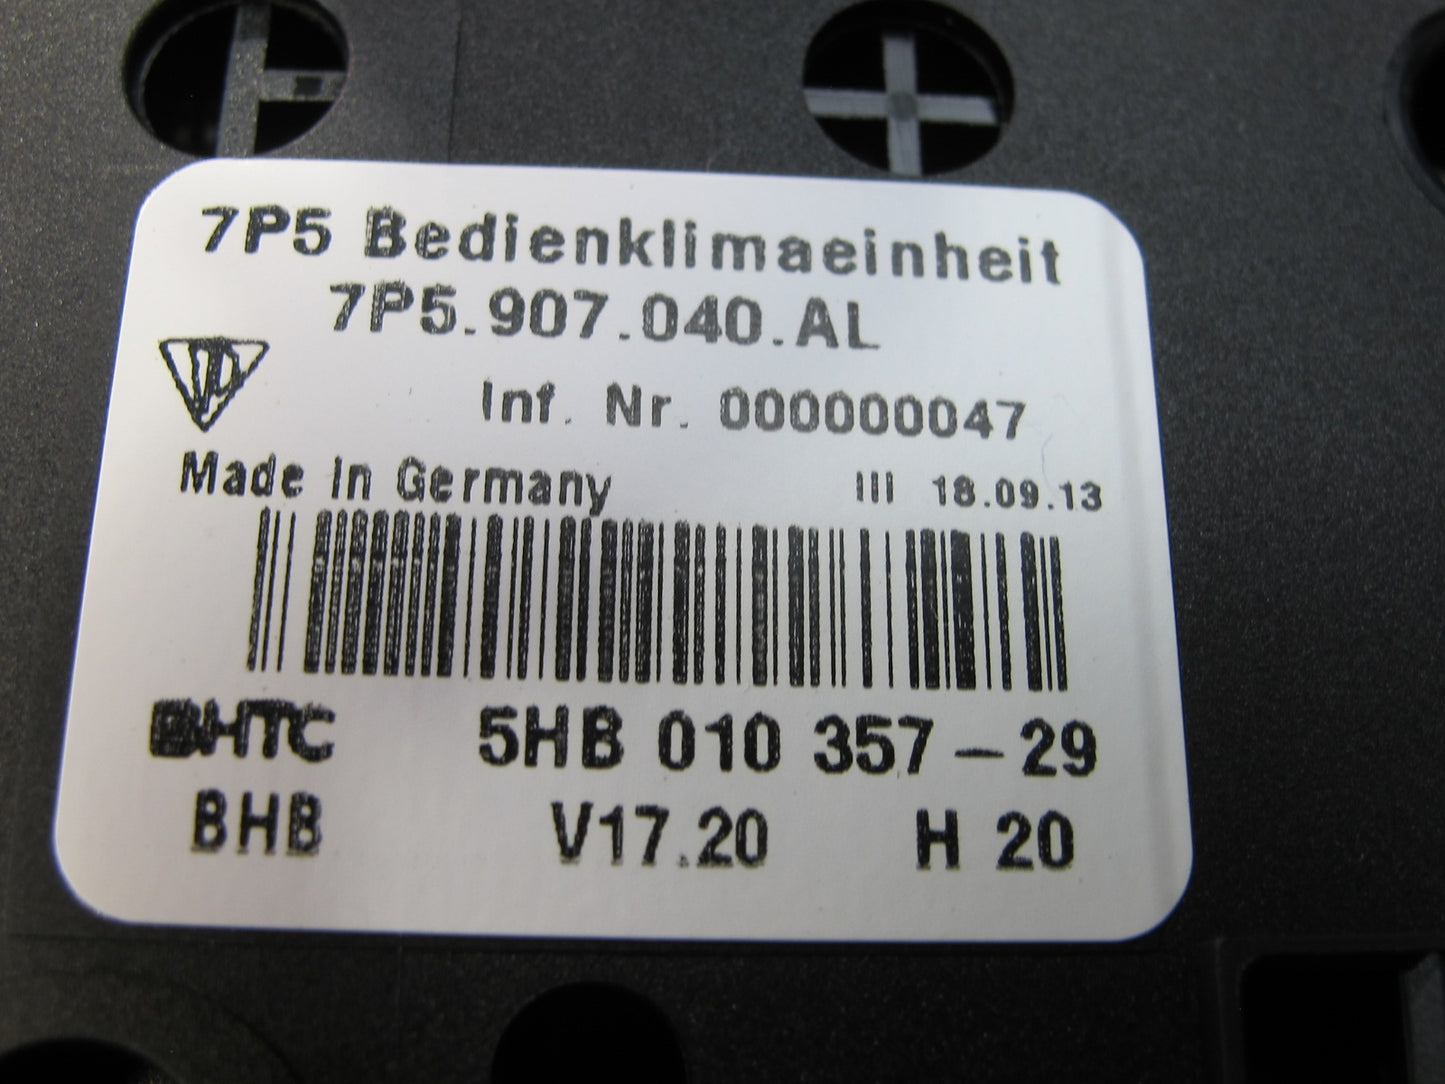 7P5 Bedienklimaeinheit
7P5.907.040.AL
Inf. Nr. 000000047
Made In Germany III 18.09.13
BHTC 5HB 010 357-29
BHB V17.20 H 20